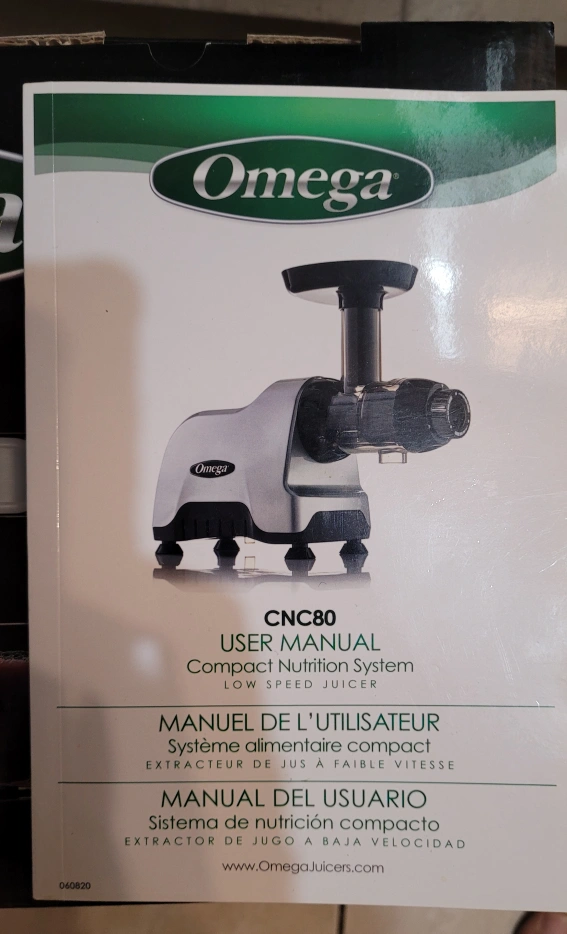 Omega®
a
Omega
CNC80
USER MANUAL
Compact Nutrition System
LOW SPEED JUICER
MANUEL DE L'UTILISATEUR
Système alimentaire compact
EXTRACTEUR DE JUS À FAIBLE VITESSE
MANUAL DEL USUARIO
Sistema de nutrición compacto
EXTRACTOR DE JUGO A BAJA VELOCIDAD
www.OmegaJuicers.com
060820